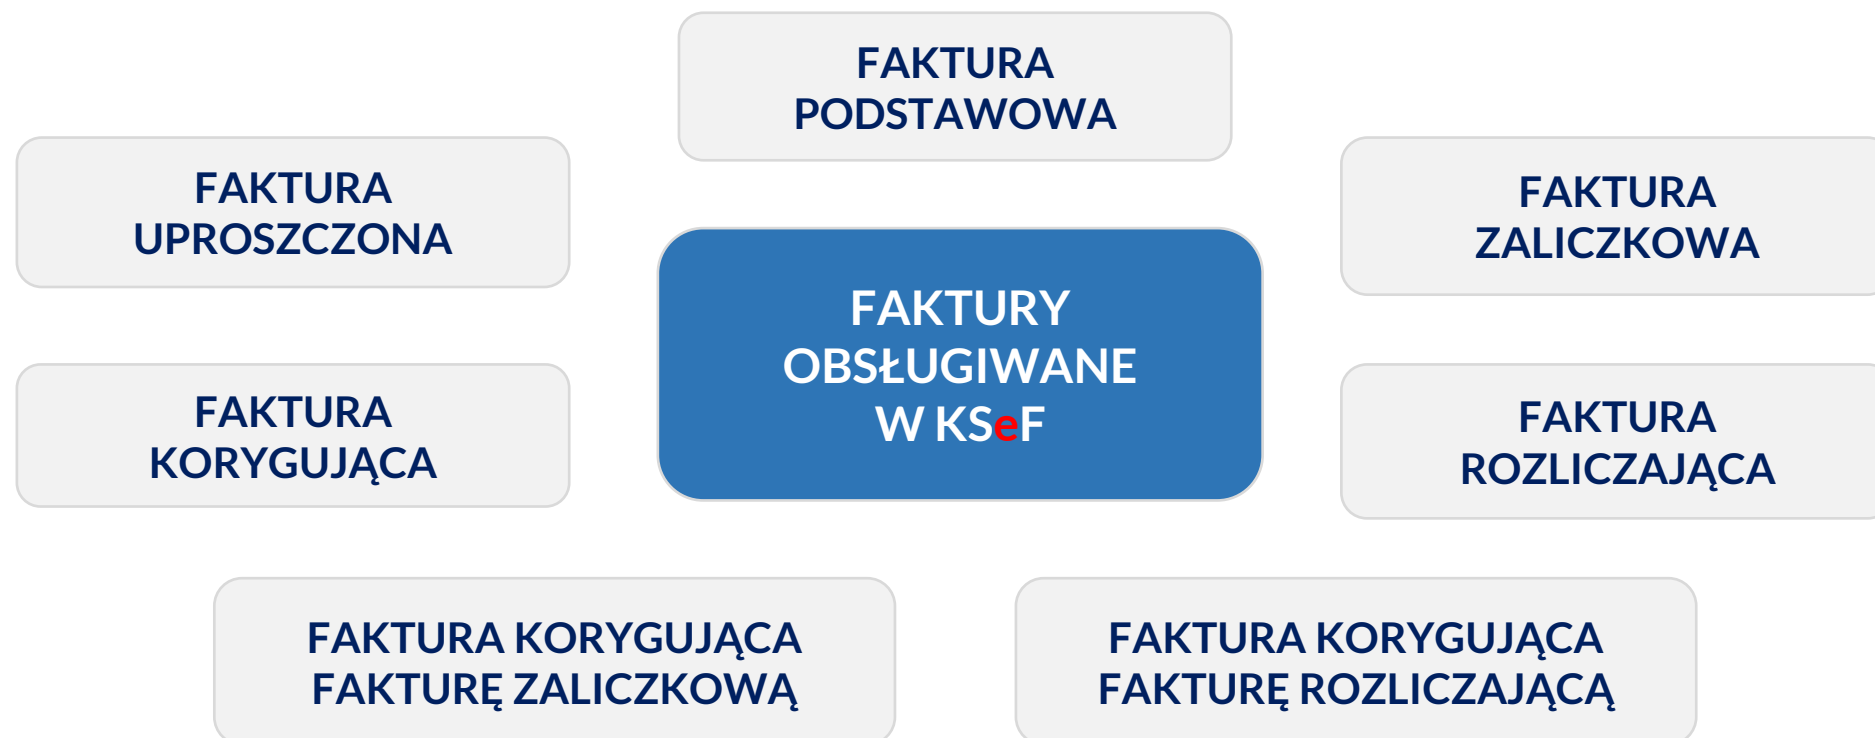 FAKTURA
PODSTAWOWA
FAKTURA
UPROSZCZONA
FAKTURA
ZALICZKOWA
FAKTURY
OBSŁUGIWANE
W KSeF
FAKTURA
KORYGUJĄCA
FAKTURA
ROZLICZAJĄCA
FAKTURA KORYGUJĄCA
FAKTURĘ ZALICZKOWĄ
FAKTURA KORYGUJĄCA
FAKTURĘ ROZLICZAJĄCĄ